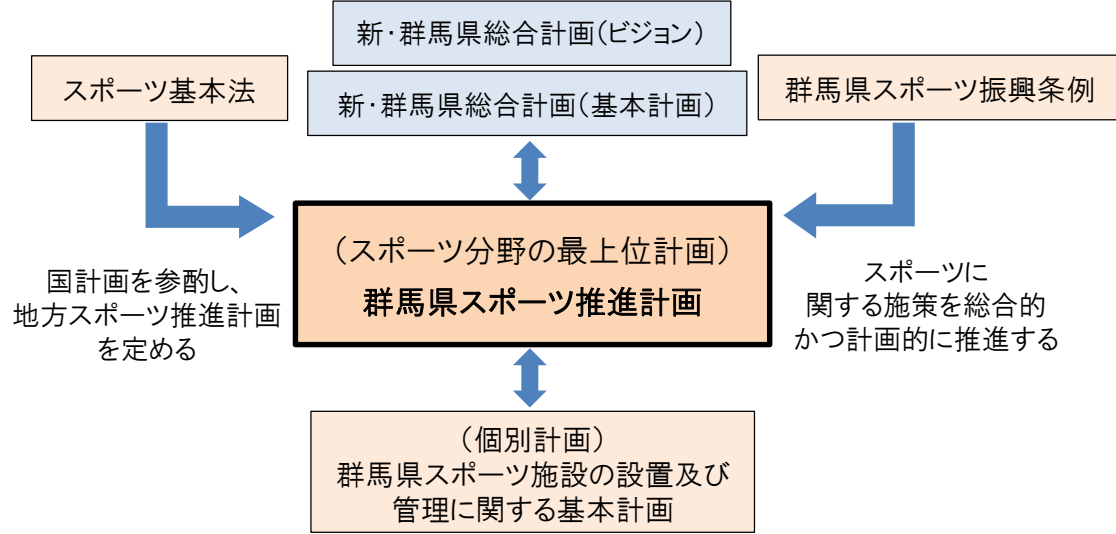 新・群馬県総合計画(ビジョン)
スポーツ基本法
新・群馬県総合計画(基本計画)
群馬県スポーツ振興条例
(スポーツ分野の最上位計画)
群馬県スポーツ推進計画
国計画を参酌し、
地方スポーツ推進計画
を定める
スポーツに
関する施策を総合的
かつ計画的に推進する
(個別計画)
群馬県スポーツ施設の設置及び
管理に関する基本計画